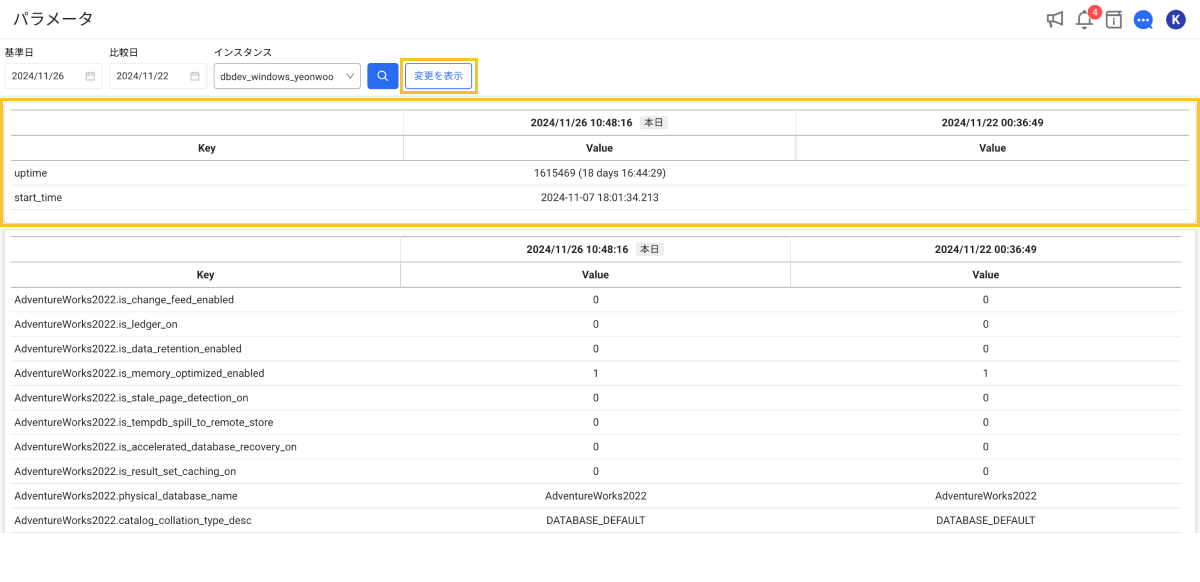 パラメータ
4
K
基準日 比較日 インスタンス
2024/11/26 2024/11/22 dbdev_windows_yeonwoo 変更を表示
2024/11/26 10:48:16 本日 2024/11/22 00:36:49
Key Value Value
uptime 1615469 (18 days 16:44:29)
start_time 2024-11-07 18:01:34.213
2024/11/26 10:48:16 本日 2024/11/22 00:36:49
Key Value Value
AdventureWorks2022.is_change_feed_enabled 0 0
AdventureWorks2022.is_ledger_on 0 0
AdventureWorks2022.is_data_retention_enabled 0 0
AdventureWorks2022.is_memory_optimized_enabled 1 1
AdventureWorks2022.is_stale_page_detection_on 0 0
AdventureWorks2022.is_tempdb_spill_to_remote_store 0 0
AdventureWorks2022.is_accelerated_database_recovery_on 0 0
AdventureWorks2022.is_result_set_caching_on 0 0
AdventureWorks2022.physical_database_name AdventureWorks2022 AdventureWorks2022
AdventureWorks2022.catalog_collation_type_desc DATABASE_DEFAULT DATABASE_DEFAULT